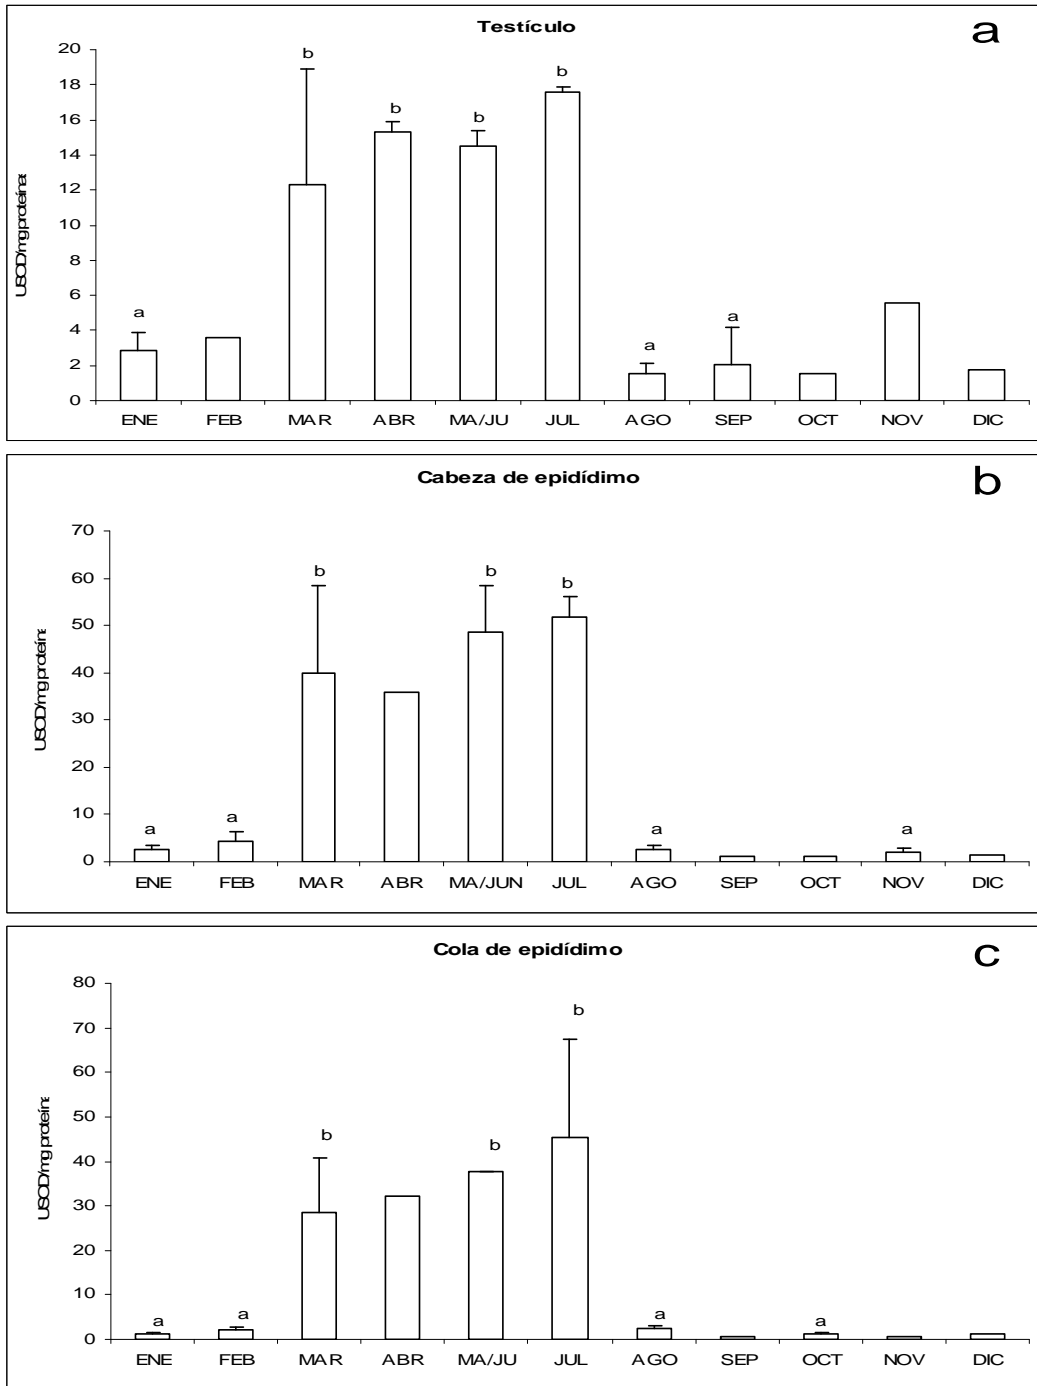 Testículo
a
20
18
16
14
12
10
8
6
4
2
0
USOD/mg proteína
a
b
b
b
b
a
a
ENE FEB MAR ABR MA/JU JUL AGO SEP OCT NOV DIC
Cabeza de epidídimo
b
70
60
50
40
30
20
10
0
USOD/mg proteín
a
a
b
b
b
a
a
ENE FEB MAR ABR MA/JUN JUL AGO SEP OCT NOV DIC
Cola de epidídimo
c
80
70
60
50
40
30
20
10
0
USOD/mg proteín
a
a
b
b
b
a
a
ENE FEB MAR ABR MA/JU JUL AGO SEP OCT NOV DIC